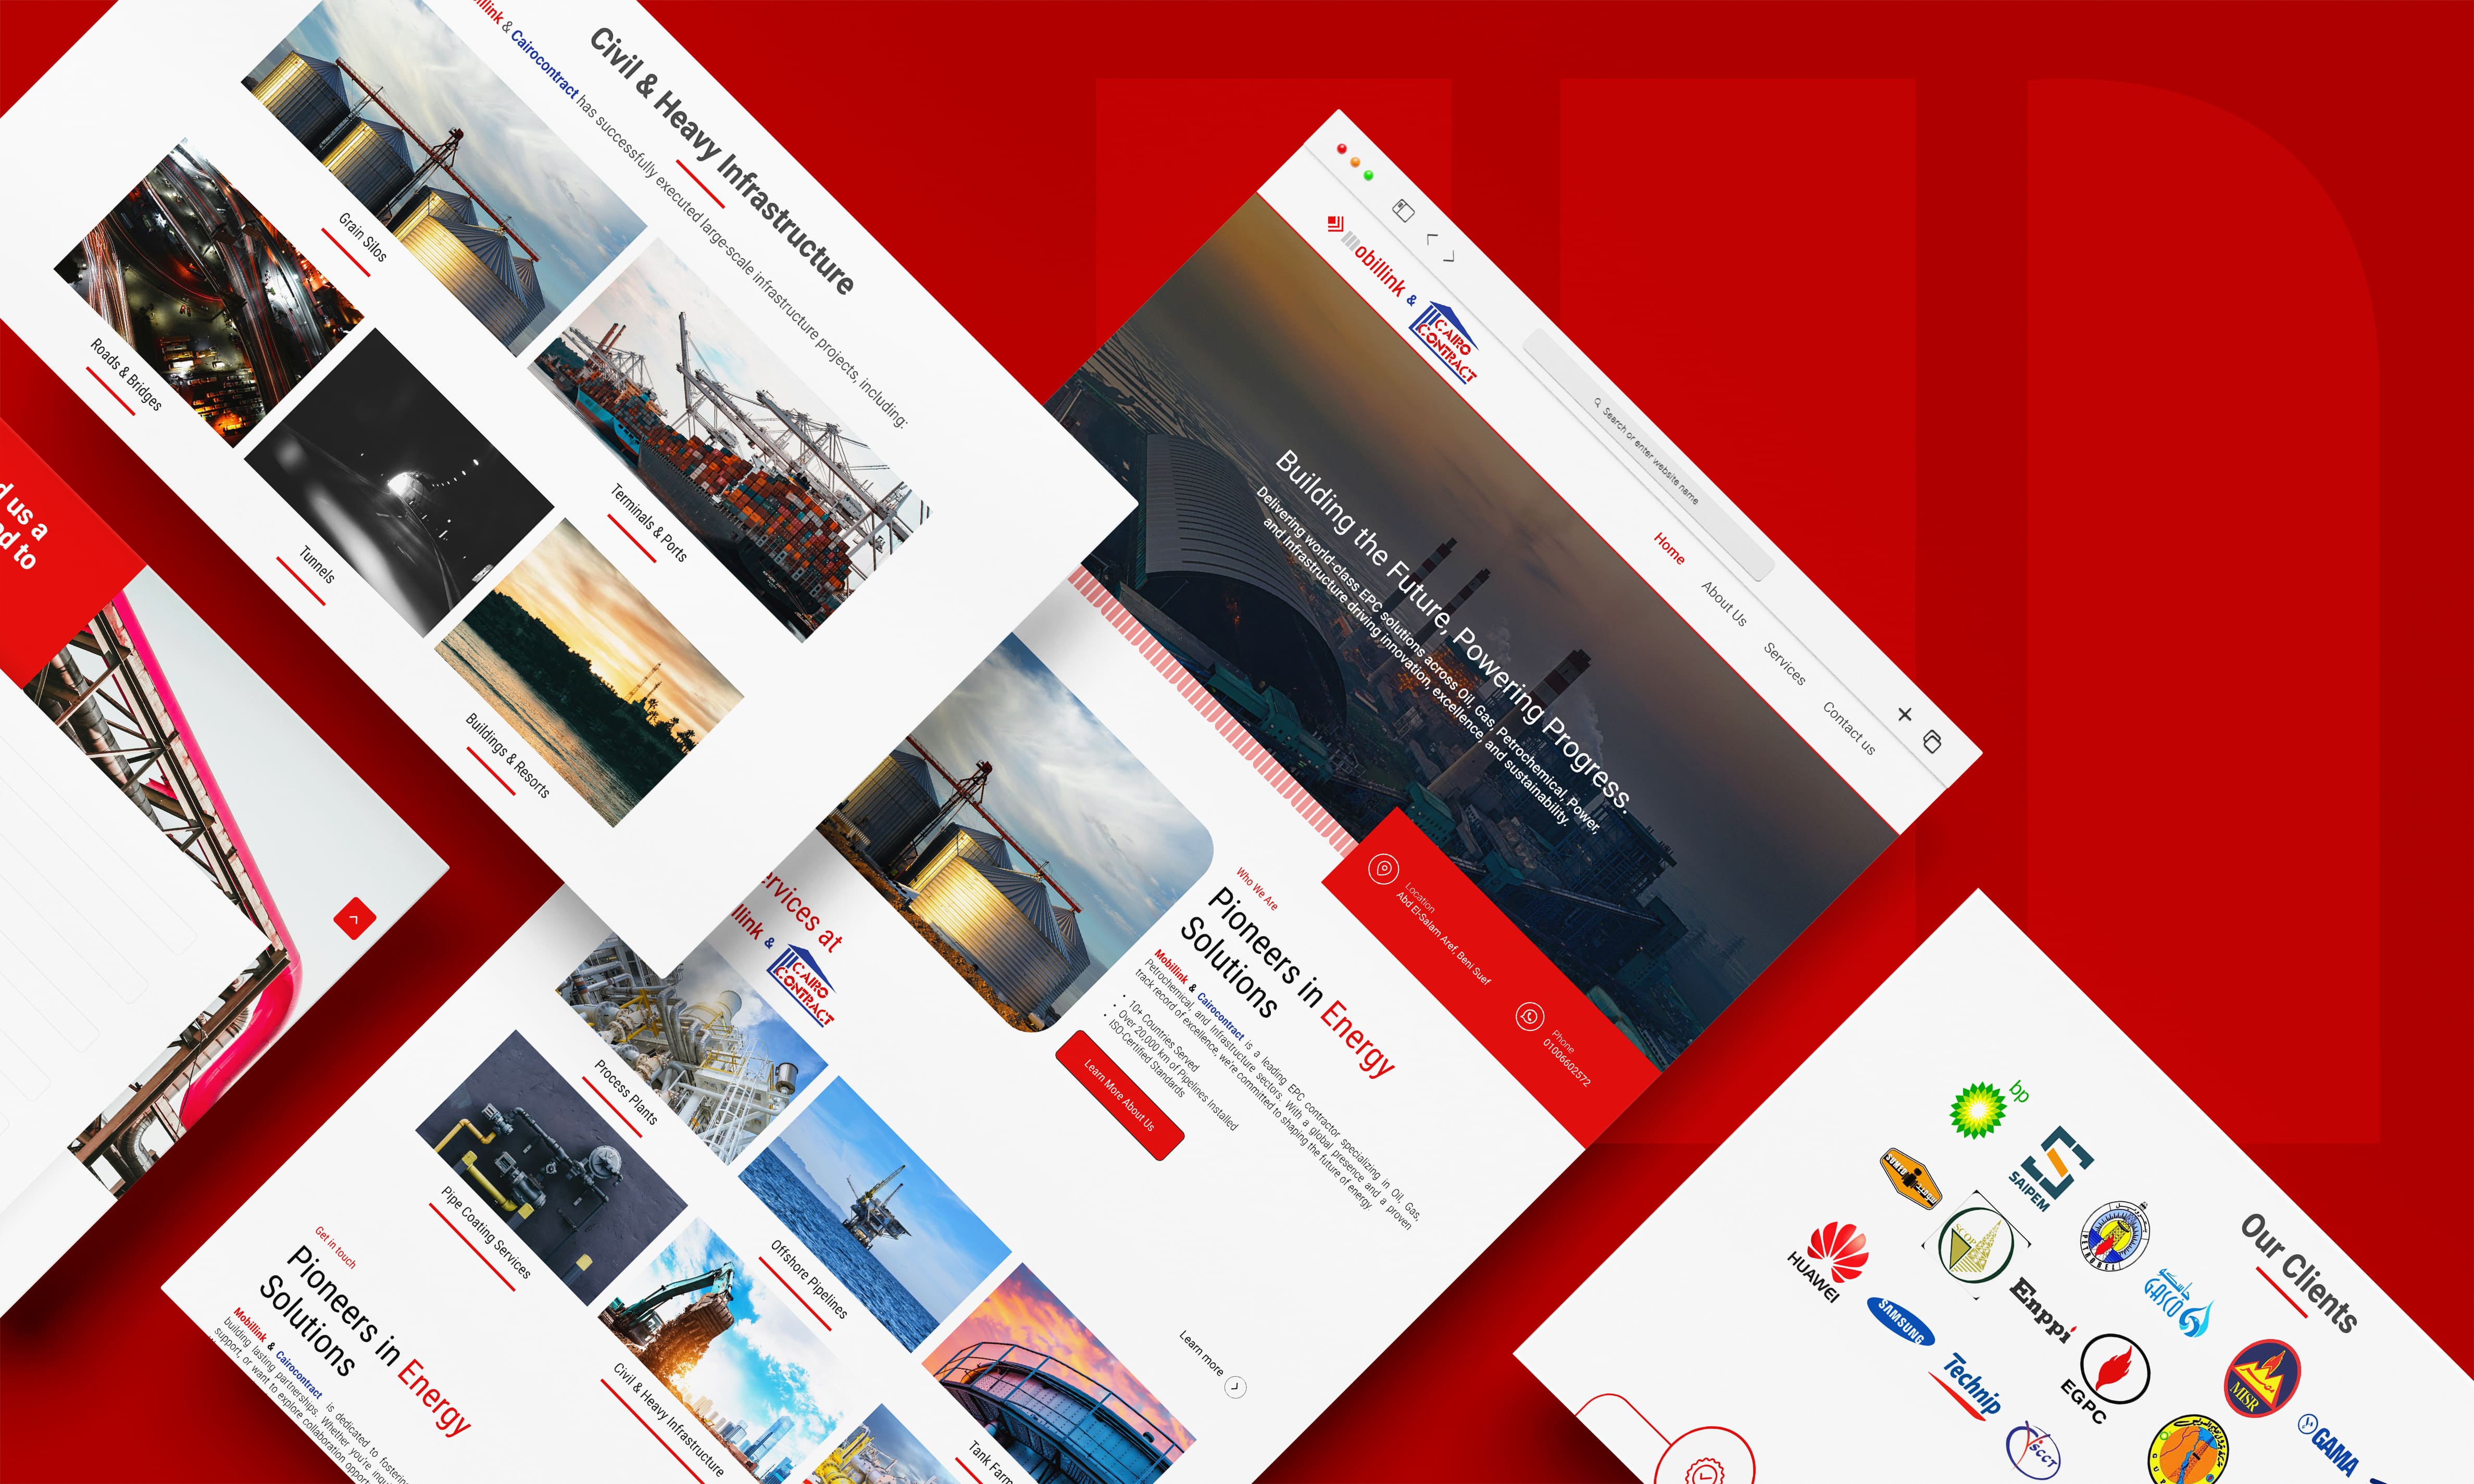 Mobillink & Cairocontract has successfully executed large-scale infrastructure projects, including:
Civil & Heavy Infrastructure
Grain Silos
Terminals & Ports
Roads & Bridges
Tunnels
Buildings & Resorts
us a
to
Search or enter website name
obillink & CAIRO
CONTRACT
Home
About Us
Services
Contact us
Building the Future, Powering Progress.
Delivering world-class EPC solutions across Oil, Gas, Petrochemical, Power,
and Infrastructure driving innovation, excellence, and sustainability.
Location
Abd El-Salam Aref, Beni Suef
Phone
01006602572
Who We Are
Pioneers in Energy
Solutions
Mobillink & Cairocontract is a leading EPC contractor specializing in Oil, Gas,
Petrochemical, and Infrastructure sectors. With a global presence and a proven
track record of excellence, we're committed to shaping the future of energy
• 10+ Countries Served
• Over 20,000 km of Pipelines Installed
• ISO-Certified Standards
Learn More About Us
ervices at
llink & CAIRO
CONTRACT
Process Plants
Offshore Pipelines
Tank Farm
Pipe Coating Services
Civil & Heavy Infrastructure
Learn more
Get in touch
Pioneers in Energy
Solutions
Mobillink & Cairocontract is dedicated to fostering
building lasting partnerships. Whether you're
support, or want to explore collaboration
Our Clients
bp
SAIPEM
جاسكو
GASCO
MISR
GAMA
SUMED
Enppi
EGPC
HUAWEI
SAMSUNG
Technip
SCCT